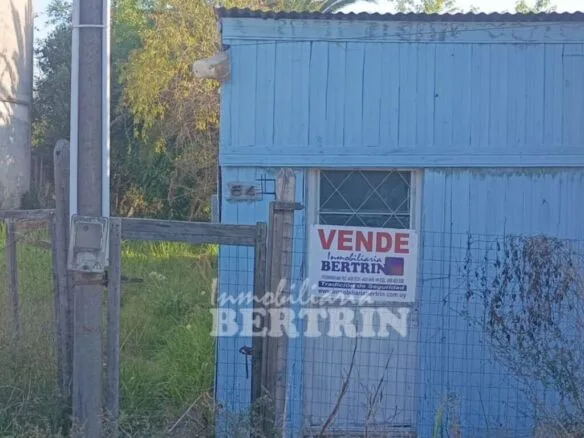 64
VENDE
Inmobiliaria
BERTRIN
Tradición de Seguridad
Inmobiliaria
BERTRIN